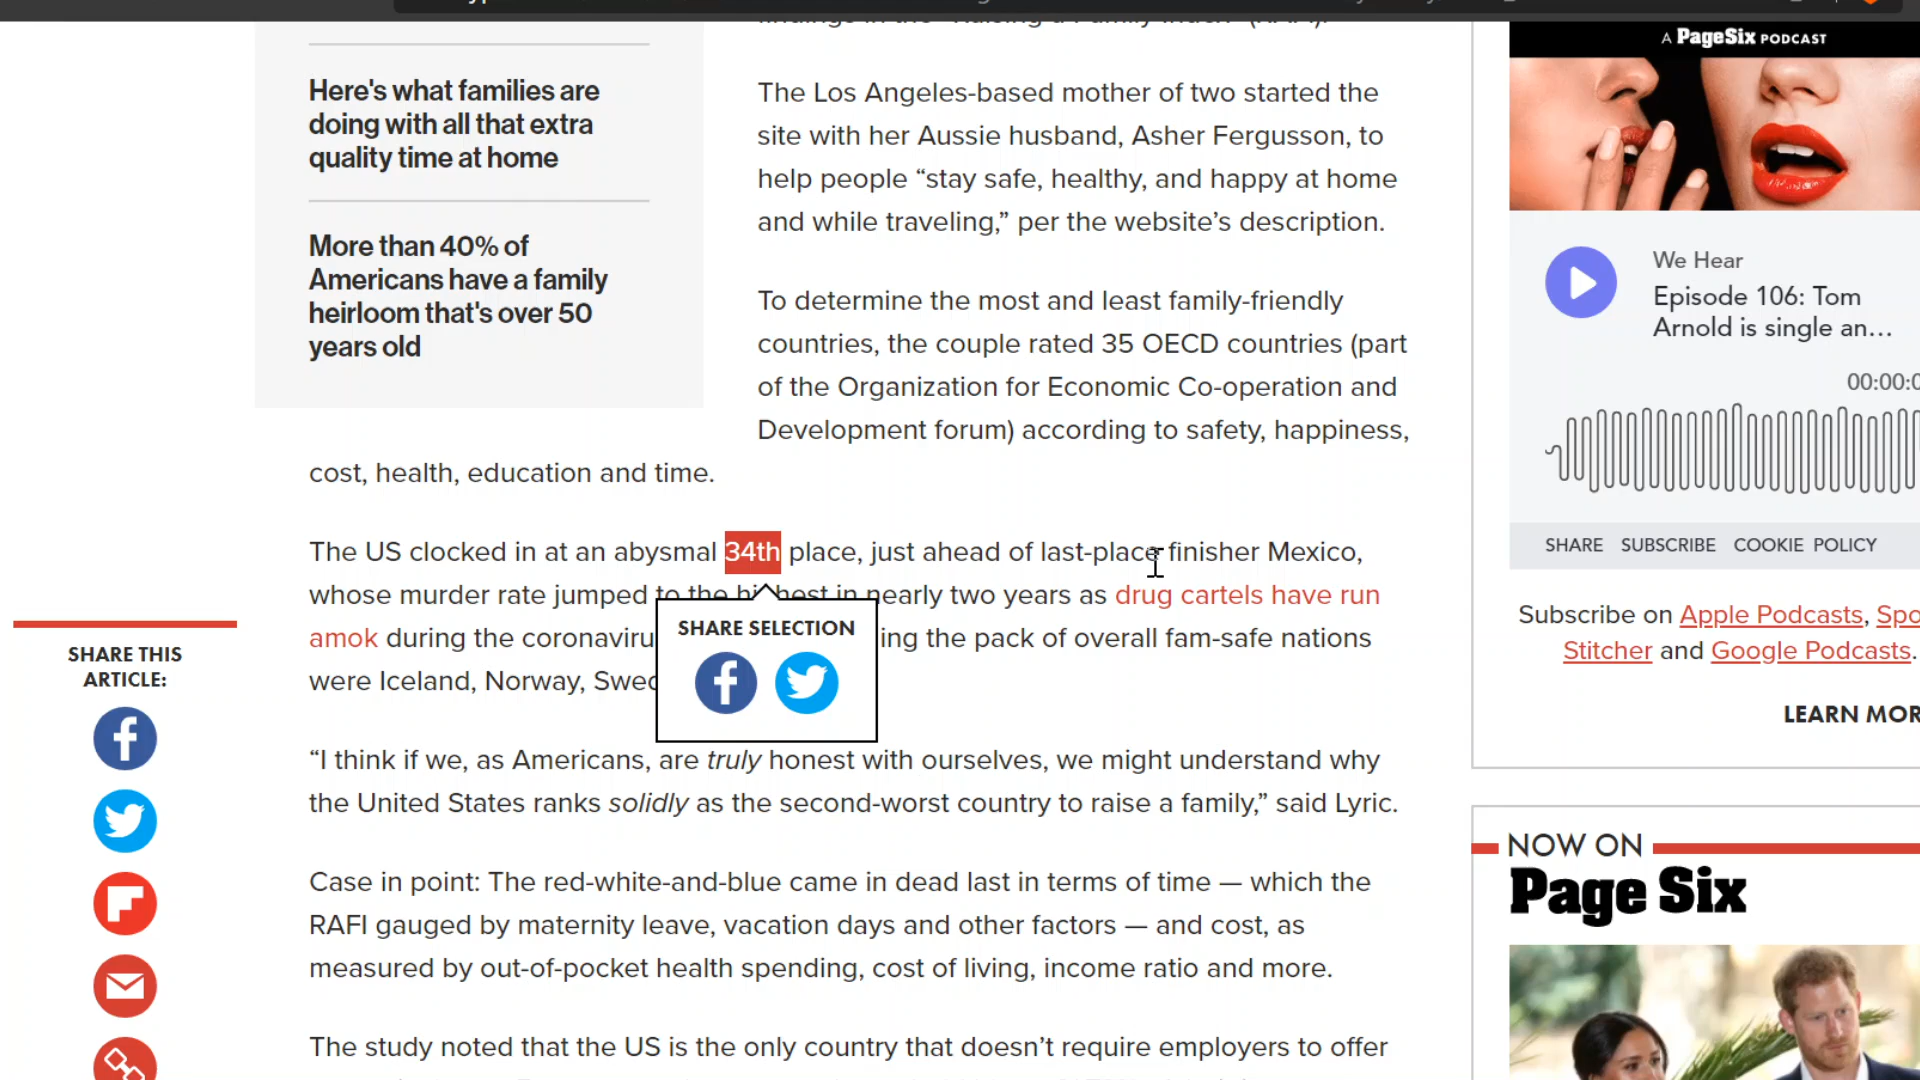 Here's what families are
doing with all that extra
quality time at home
More than 40% of
Americans have a family
heirloom that's over 50
years old
The Los Angeles-based mother of two started the
site with her Aussie husband, Asher Fergusson, to
help people “stay safe, healthy, and happy at home
and while traveling,” per the website’s description.
To determine the most and least family-friendly
countries, the couple rated 35 OECD countries (part
of the Organization for Economic Co-operation and
Development forum) according to safety, happiness,
cost, health, education and time.
The US clocked in at an abysmal 34th place, just ahead of last-place finisher Mexico,
whose murder rate jumped to the highest in nearly two years as drug cartels have run
amok during the coronaviru ing the pack of overall fam-safe nations
were Iceland, Norway, Swed
SHARE SELECTION
“I think if we, as Americans, are truly honest with ourselves, we might understand why
the United States ranks solidly as the second-worst country to raise a family,” said Lyric.
Case in point: The red-white-and-blue came in dead last in terms of time — which the
RAFI gauged by maternity leave, vacation days and other factors — and cost, as
measured by out-of-pocket health spending, cost of living, income ratio and more.
The study noted that the US is the only country that doesn’t require employers to offer
SHARE THIS
ARTICLE:
A PageSix PODCAST
We Hear
Episode 106: Tom
Arnold is single an...
00:00:0
SHARE SUBSCRIBE COOKIE POLICY
Subscribe on Apple Podcasts, Spo
Stitcher and Google Podcasts.
LEARN MOR
NOW ON
Page Six